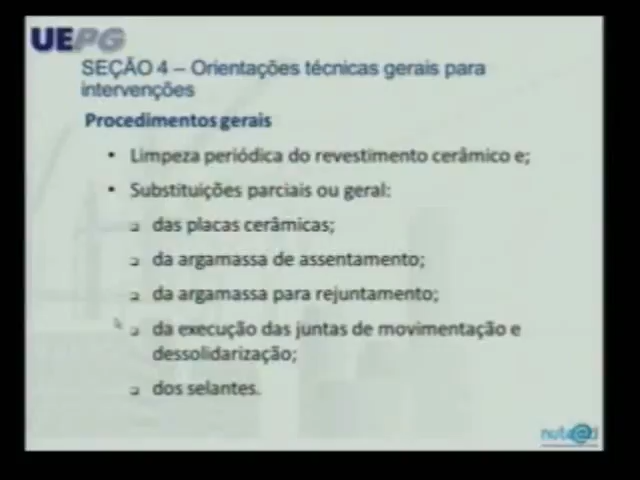 UEPG
SEÇÃO 4 – Orientações técnicas gerais para
intervenções
Procedimentos gerais
• Limpeza periódica do revestimento cerâmico e;
• Substituições parciais ou geral:
❏ das placas cerâmicas;
❏ da argamassa de assentamento;
❏ da argamassa para rejuntamento;
❏ da execução das juntas de movimentação e
dessolidarização;
❏ dos selantes.
nute@d